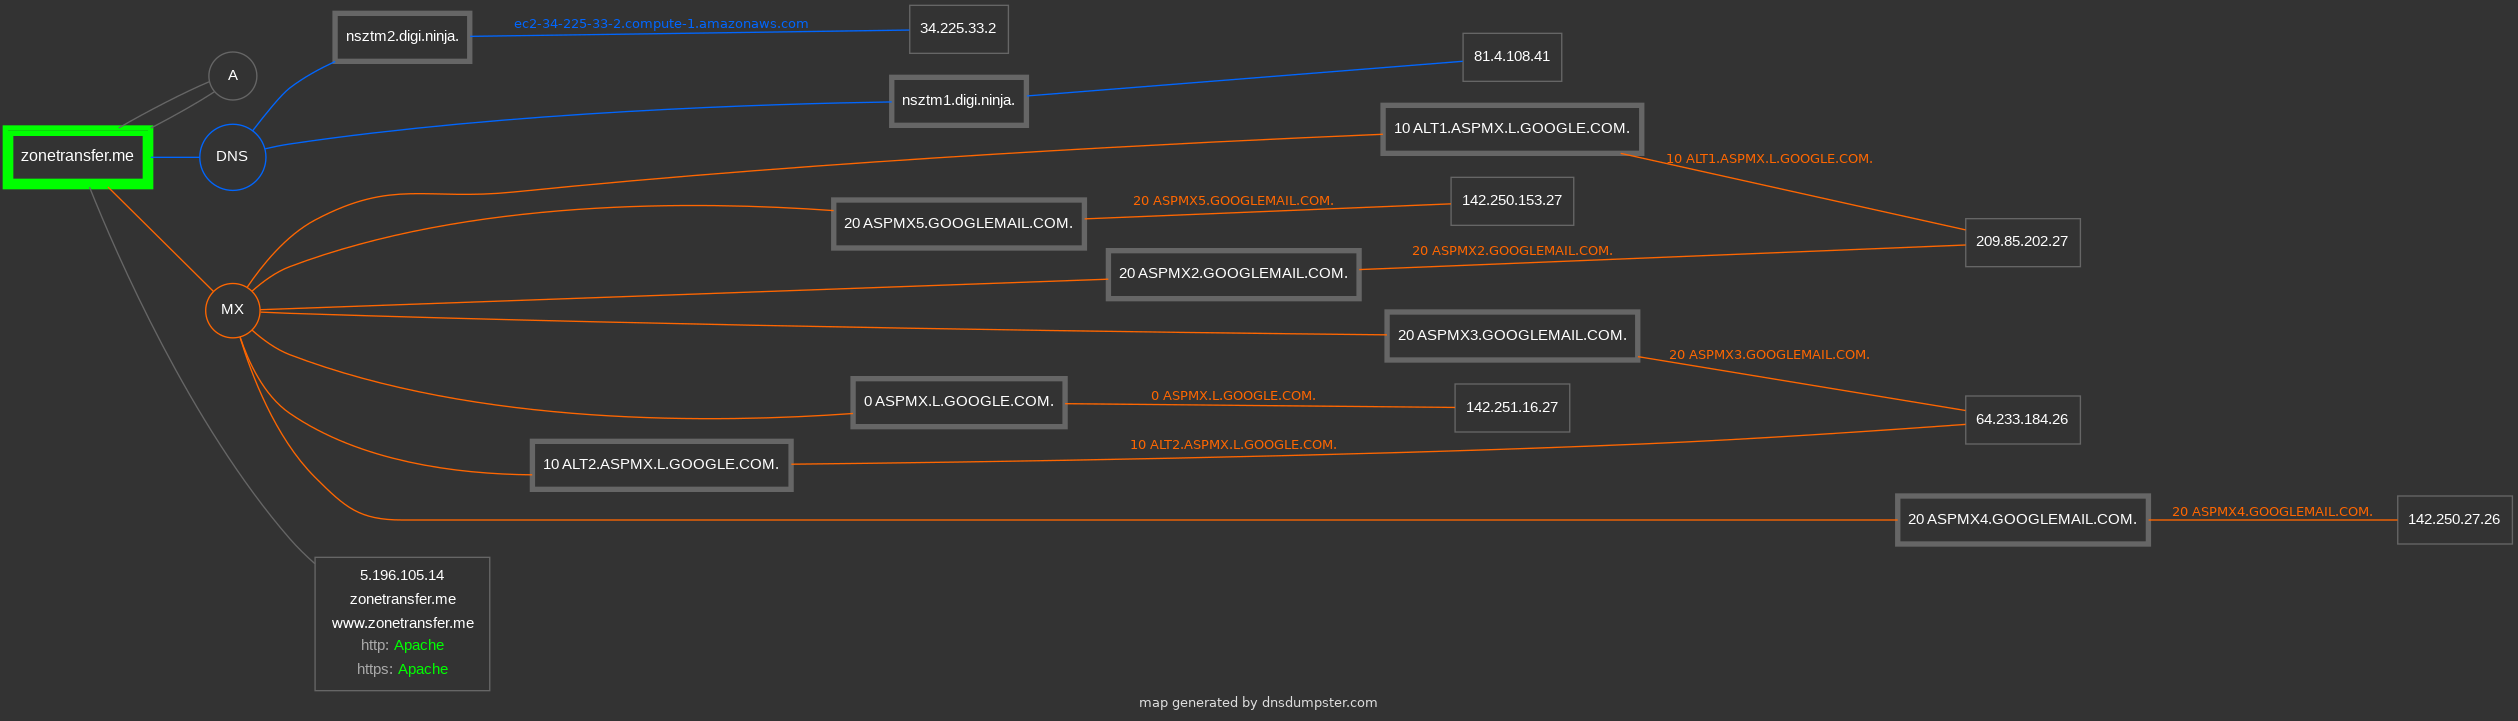 nsztm2.digi.ninja.
ec2-34-225-33-2.compute-1.amazonaws.com
34.225.33.2
A
81.4.108.41
nsztm1.digi.ninja.
zonetransfer.me
DNS
10 ALT1.ASPMX.L.GOOGLE.COM.
10 ALT1.ASPMX.L.GOOGLE.COM.
20 ASPMX5.GOOGLEMAIL.COM.
20 ASPMX5.GOOGLEMAIL.COM.
142.250.153.27
20 ASPMX2.GOOGLEMAIL.COM.
20 ASPMX2.GOOGLEMAIL.COM.
209.85.202.27
MX
20 ASPMX3.GOOGLEMAIL.COM.
20 ASPMX3.GOOGLEMAIL.COM.
0 ASPMX.L.GOOGLE.COM.
0 ASPMX.L.GOOGLE.COM.
142.251.16.27
64.233.184.26
10 ALT2.ASPMX.L.GOOGLE.COM.
10 ALT2.ASPMX.L.GOOGLE.COM.
20 ASPMX4.GOOGLEMAIL.COM.
20 ASPMX4.GOOGLEMAIL.COM.
142.250.27.26
5.196.105.14
zonetransfer.me
www.zonetransfer.me
http: Apache
https: Apache
map generated by dnsdumpster.com